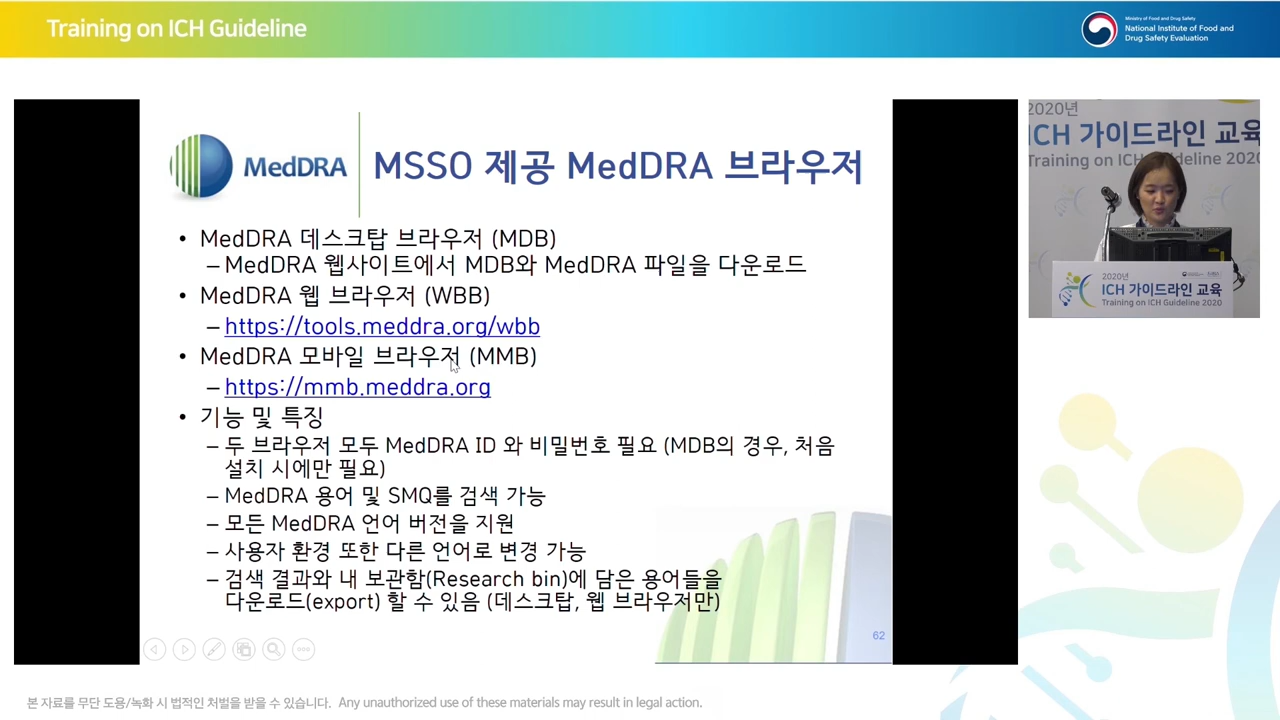 Training on ICH Guideline
Ministry of Food and Drug Safety
National Institute of Food and
Drug Safety Evaluation
MedDRA
MSSO 제공 MedDRA 브라우저
• MedDRA 데스크탑 브라우저 (MDB)
– MedDRA 웹사이트에서 MDB와 MedDRA 파일을 다운로드
• MedDRA 웹 브라우저 (WBB)
– https://tools.meddra.org/wbb
• MedDRA 모바일 브라우저 (MMB)
– https://mmb.meddra.org
• 기능 및 특징
– 두 브라우저 모두 MedDRA ID 와 비밀번호 필요 (MDB의 경우, 처음
설치 시에만 필요)
– MedDRA 용어 및 SMQ를 검색 가능
– 모든 MedDRA 언어 버전을 지원
– 사용자 환경 또한 다른 언어로 변경 가능
– 검색 결과와 내 보관함(Research bin)에 담은 용어들을
다운로드(export) 할 수 있음 (데스크탑, 웹 브라우저만)
62
2020년
ICH 가이드라인 교육
Training on ICH Guideline 2020
2020년
ICH 가이드라인 교육
Training on ICH Guideline 2020
본 자료를 무단 도용/녹화 시 법적인 처벌을 받을 수 있습니다. Any unauthorized use of these materials may result in legal action.